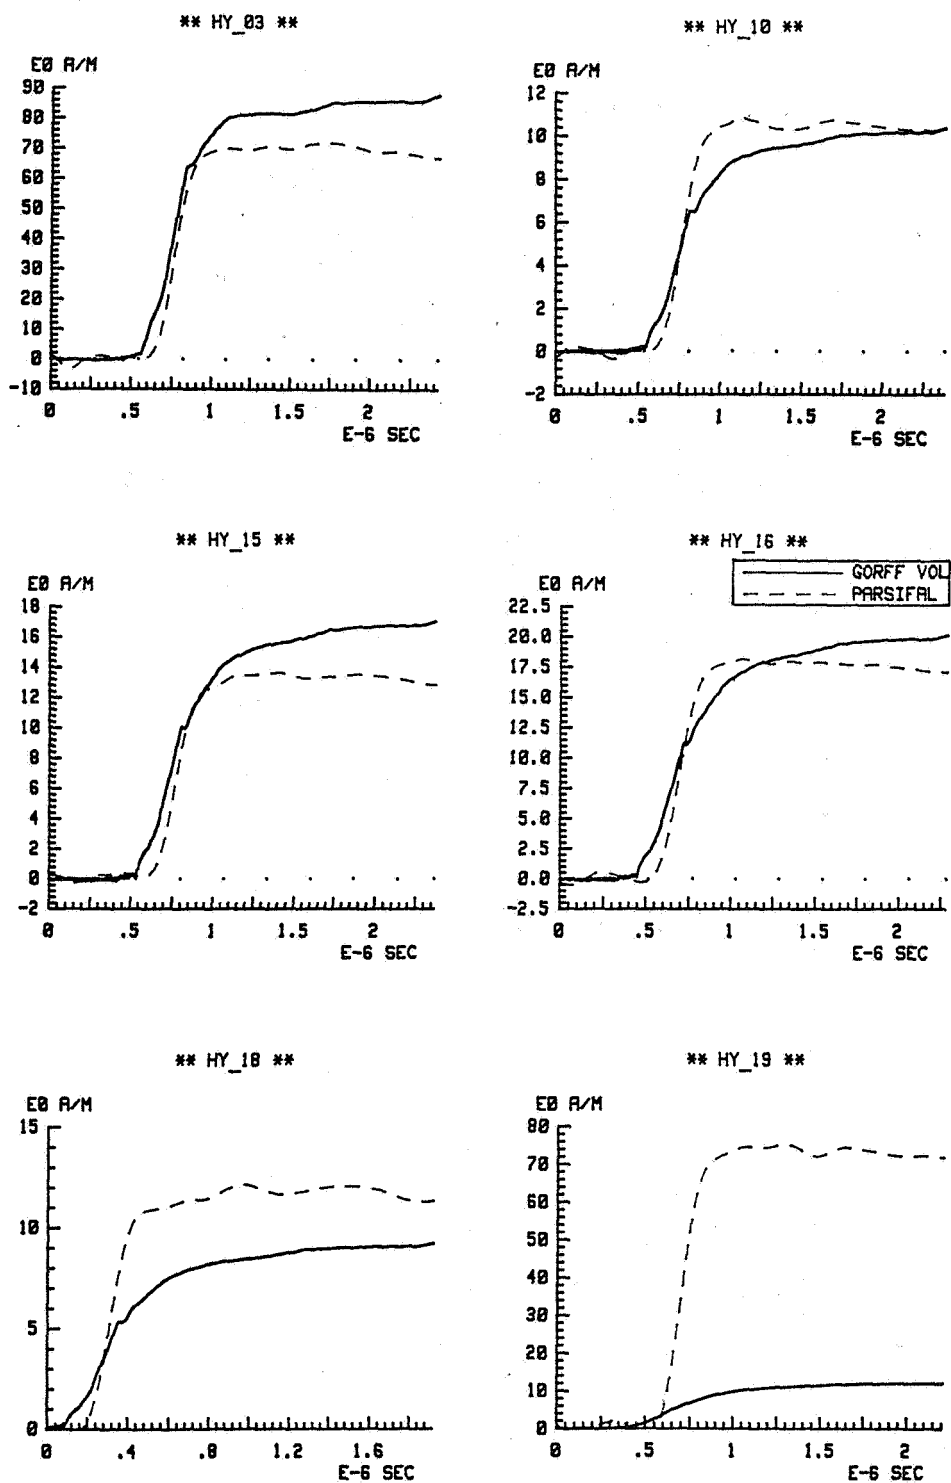 ** HY_03 **
E0 A/M
90
80
70
60
50
40
30
20
10
0
-10
0 .5 1 1.5 2
E-6 SEC
** HY_10 **
E0 A/M
12
10
8
6
4
2
0
-2
0 .5 1 1.5 2
E-6 SEC
** HY_15 **
E0 A/M
18
16
14
12
10
8
6
4
2
0
-2
0 .5 1 1.5 2
E-6 SEC
** HY_16 **
GORFF VOL
PARSIFAL
E0 A/M
22.5
20.0
17.5
15.0
12.5
10.0
7.5
5.0
2.5
0.0
-2.5
0 .5 1 1.5 2
E-6 SEC
** HY_18 **
E0 A/M
15
10
5
0
0 .4 .8 1.2 1.6
E-6 SEC
** HY_19 **
E0 A/M
80
70
60
50
40
30
20
10
0
0 .5 1 1.5 2
E-6 SEC